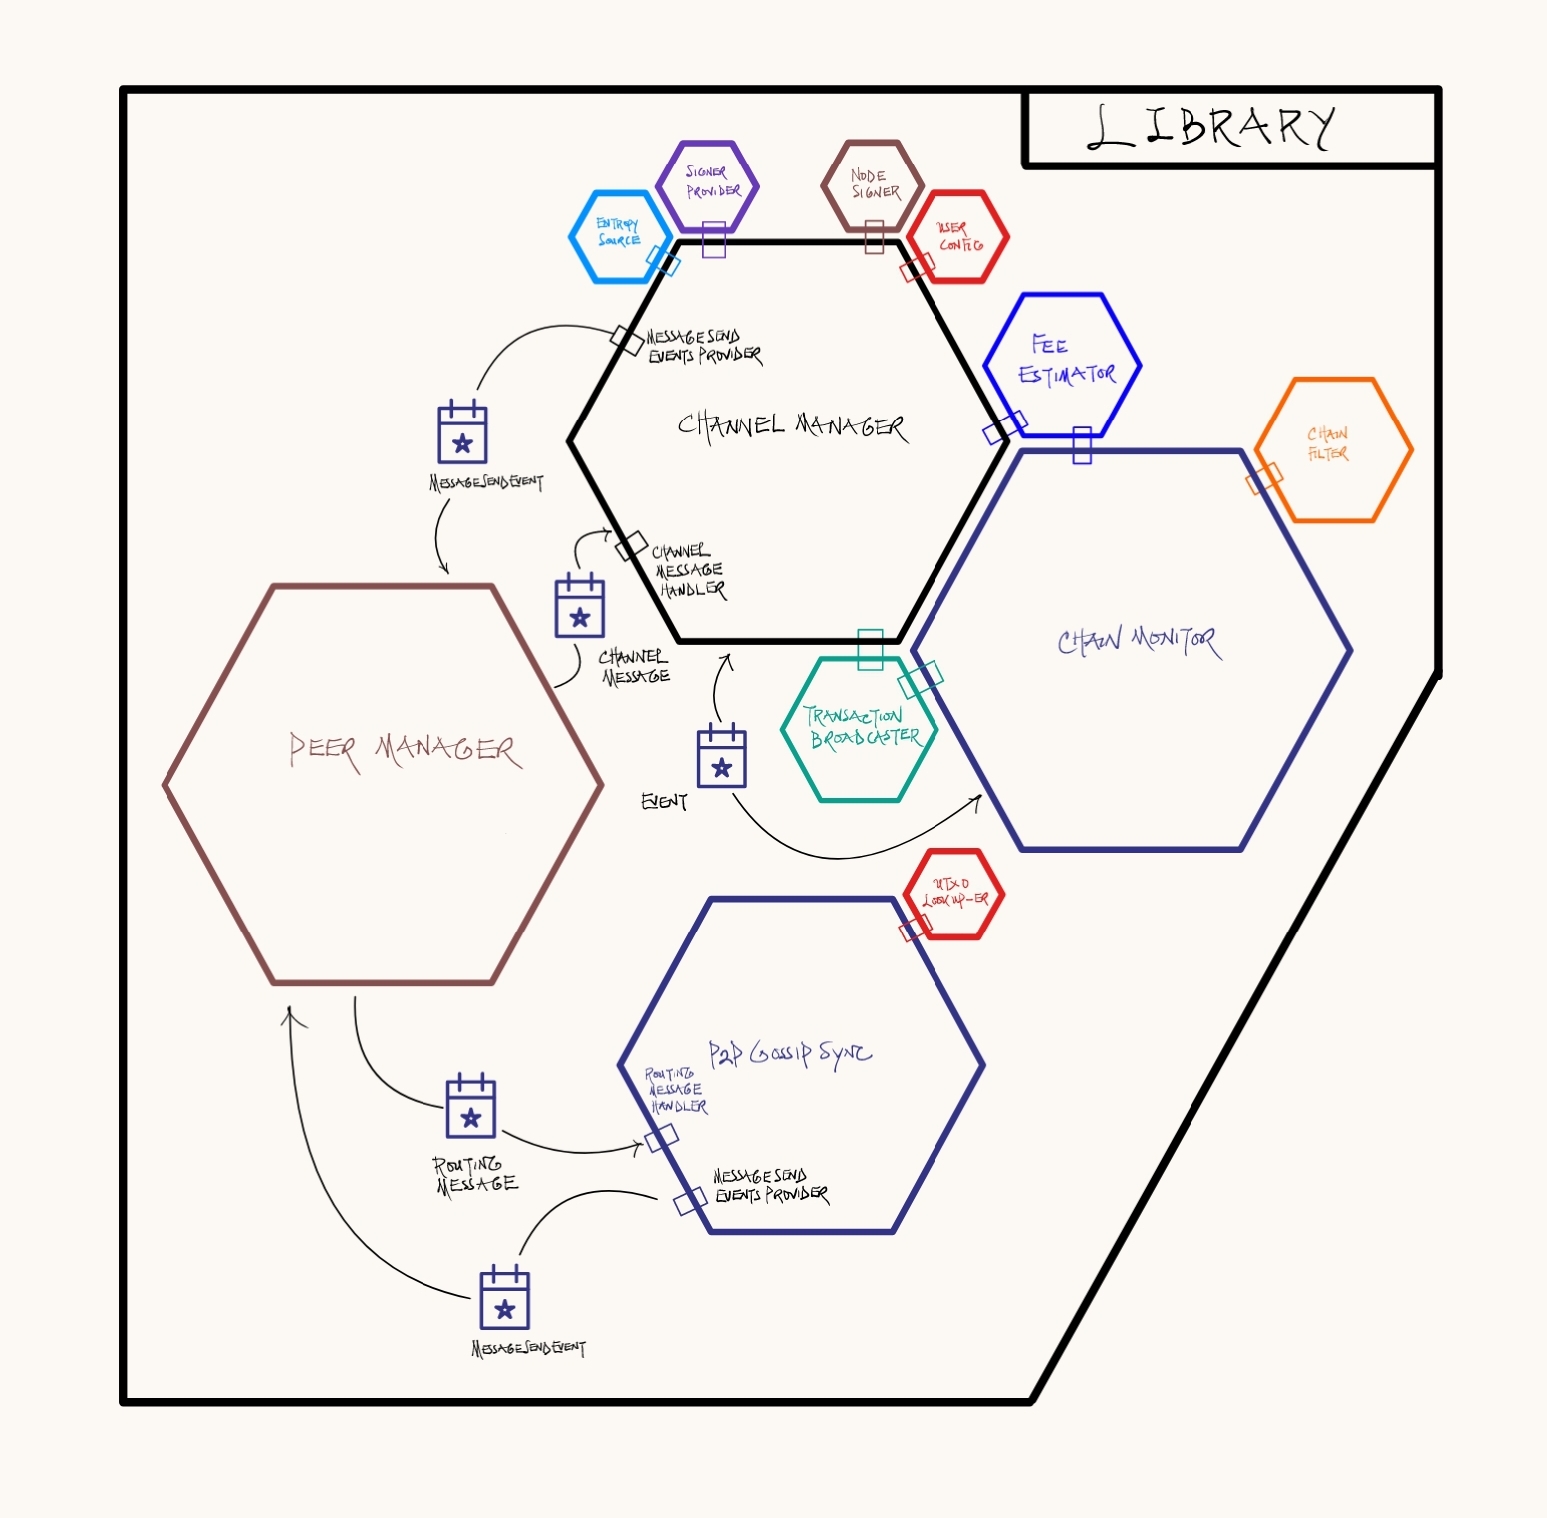 LIBRARY
SIGNER
PROVIDER
NODE
SIGNER
ENTROPY
SOURCE
USER
CONFIG
MESSAGESEND
EVENTS PROVIDER
FEE
ESTIMATOR
CHANNEL MANAGER
CHAIN
FILTER
MESSAGESENDEVENT
CHANNEL
MESSAGE
HANDLER
CHAIN MONITOR
CHANNEL
MESSAGE
TRANSACTION
BROADCASTER
PEER MANAGER
EVENT
UTXO
LOOKUP-ER
P2P GOSSIP SYNC
ROUTING
MESSAGE
HANDLER
ROUTING
MESSAGE
MESSAGESEND
EVENTS PROVIDER
MESSAGESENDEVENT